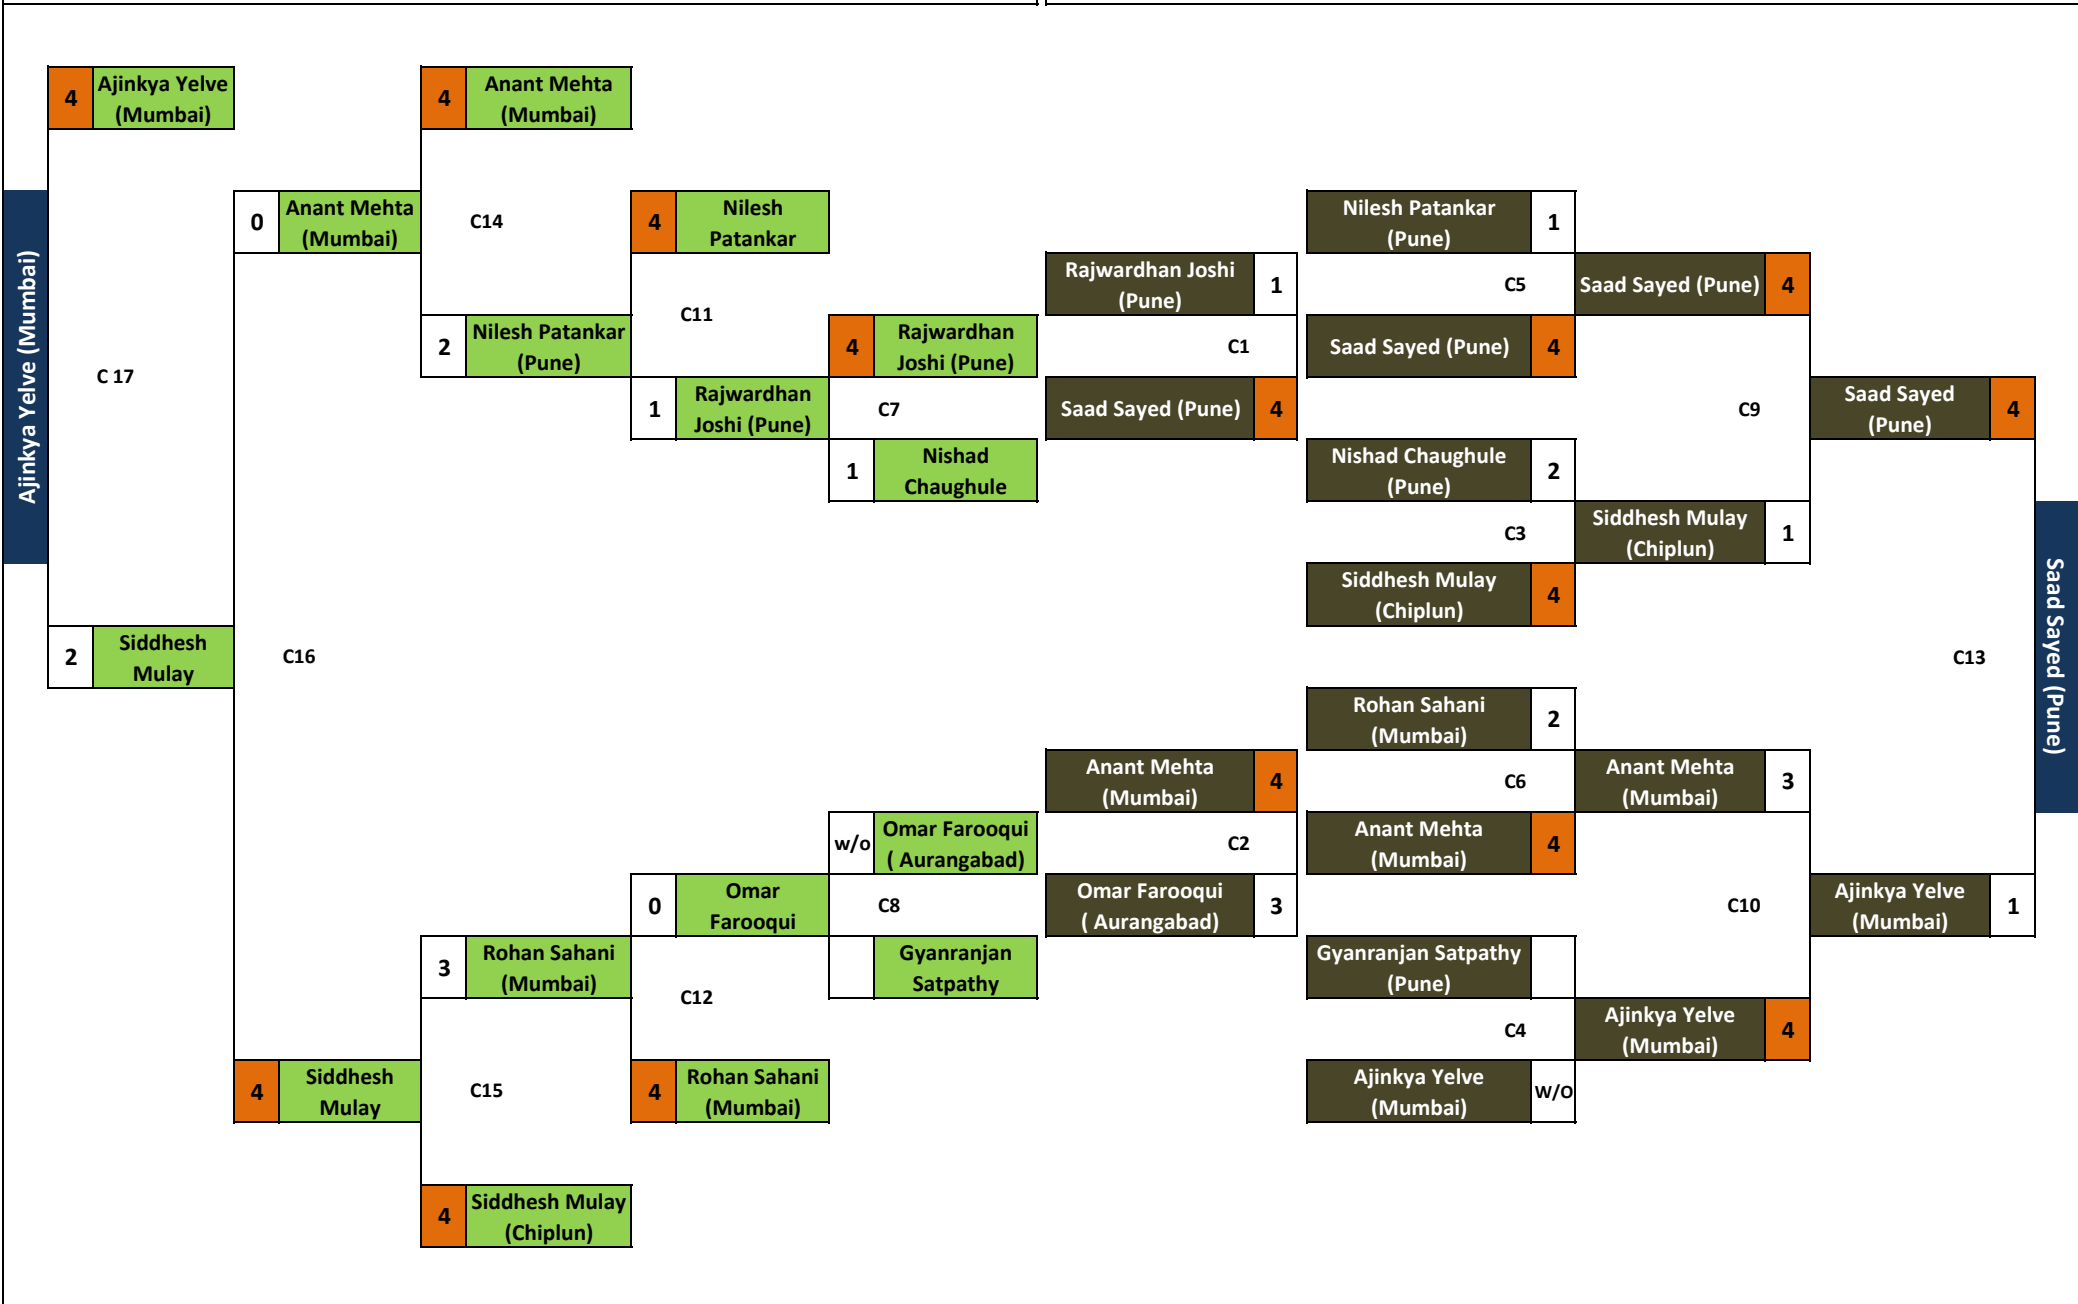 4
Ajinkya Yelve
(Mumbai)
4
Anant Mehta
(Mumbai)
Ajinkya Yelve (Mumbai)
0
Anant Mehta
(Mumbai)
C14
4
Nilesh
Patankar
C 17
2
Nilesh Patankar
(Pune)
C11
4
Rajwardhan
Joshi (Pune)
1
Rajwardhan
Joshi (Pune)
C7
1
Nishad
Chaughule
2
Siddhesh
Mulay
C16
w/o
Omar Farooqui
( Aurangabad)
0
Omar
Farooqui
C8
3
Rohan Sahani
(Mumbai)
Gyanranjan
Satpathy
C12
4
Siddhesh
Mulay
C15
4
Rohan Sahani
(Mumbai)
4
Siddhesh Mulay
(Chiplun)
Nilesh Patankar
(Pune)
1
Rajwardhan Joshi
(Pune)
1
C5
Saad Sayed (Pune)
4
C1
Saad Sayed (Pune)
4
Saad Sayed (Pune)
4
C9
Saad Sayed
(Pune)
4
Nishad Chaughule
(Pune)
2
C3
Siddhesh Mulay
(Chiplun)
1
Siddhesh Mulay
(Chiplun)
4
C13
Saad Sayed (Pune)
Rohan Sahani
(Mumbai)
2
Anant Mehta
(Mumbai)
4
C6
Anant Mehta
(Mumbai)
3
C2
Anant Mehta
(Mumbai)
4
Omar Farooqui
( Aurangabad)
3
C10
Ajinkya Yelve
(Mumbai)
1
Gyanranjan Satpathy
(Pune)
C4
Ajinkya Yelve
(Mumbai)
4
Ajinkya Yelve
(Mumbai)
W/O